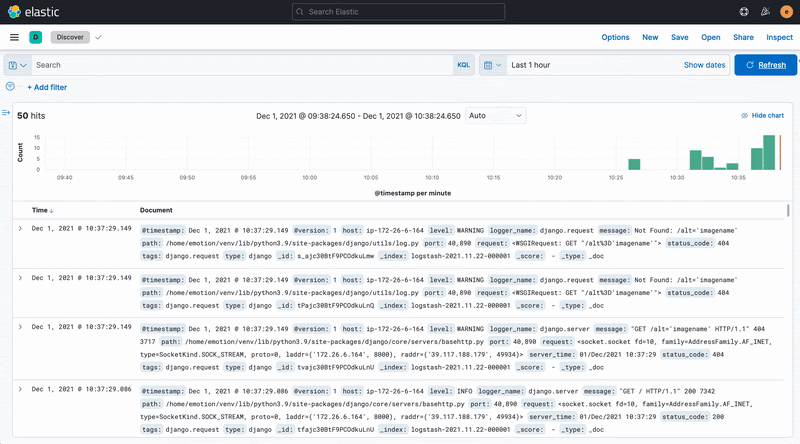 elastic
Search Elastic
e
D Discover Options New Save Open Share Inspect
Search KQL Last 1 hour Show dates Refresh
+ Add filter
50 hits Dec 1, 2021 @ 09:38:24.650 - Dec 1, 2021 @ 10:38:24.650 Auto Hide chart
Count
15
10
5
0
09:40 09:45 09:50 09:55 10:00 10:05 10:10 10:15 10:20 10:25 10:30 10:35
@timestamp per minute
Time Document
Dec 1, 2021 @ 10:37:29.149 @timestamp: Dec 1, 2021 @ 10:37:29.149 @version: 1 host: ip-172-26-6-164 level: WARNING logger_name: django.request message: Not Found: /alt='imagename'
path: /home/emotion/venv/lib/python3.9/site-packages/django/utils/log.py port: 40,890 request: <WSGIRequest: GET "/alt%3D'imagename'"> status_code: 404
tags: django.request type: django _id: s_ajc30BtF9PCOdkuLmw _index: logstash-2021.11.22-000001 _score: - _type: _doc
Dec 1, 2021 @ 10:37:29.149 @timestamp: Dec 1, 2021 @ 10:37:29.149 @version: 1 host: ip-172-26-6-164 level: WARNING logger_name: django.request message: Not Found: /alt='imagename'
path: /home/emotion/venv/lib/python3.9/site-packages/django/utils/log.py port: 40,890 request: <WSGIRequest: GET "/alt%3D'imagename'"> status_code: 404
tags: django.request type: django _id: tPajc30BtF9PCOdkuLnQ _index: logstash-2021.11.22-000001 _score: - _type: _doc
Dec 1, 2021 @ 10:37:29.149 @timestamp: Dec 1, 2021 @ 10:37:29.149 @version: 1 host: ip-172-26-6-164 level: WARNING logger_name: django.server message: "GET /alt='imagename' HTTP/1.1" 404
3717 path: /home/emotion/venv/lib/python3.9/site-packages/django/core/servers/basehttp.py port: 40,890 request: <socket.socket fd=10, family=AddressFamily.AF_INET,
type=SocketKind.SOCK_STREAM, proto=0, laddr=('172.26.6.164', 8000), raddr=('39.117.188.179', 49934)> server_time: 01/Dec/2021 10:37:29 status_code: 404
tags: django.request type: django _id: tvajc30BtF9PCOdkuLnU _index: logstash-2021.11.22-000001 _score: - _type: _doc
Dec 1, 2021 @ 10:37:29.086 @timestamp: Dec 1, 2021 @ 10:37:29.086 @version: 1 host: ip-172-26-6-164 level: INFO logger_name: django.server message: "GET / HTTP/1.1" 200 7342
path: /home/emotion/venv/lib/python3.9/site-packages/django/core/servers/basehttp.py port: 40,890 request: <socket.socket fd=10, family=AddressFamily.AF_INET,
type=SocketKind.SOCK_STREAM, proto=0, laddr=('172.26.6.164', 8000), raddr=('39.117.188.179', 49934)> server_time: 01/Dec/2021 10:37:29 status_code: 200
tags: django.request type: django _id: tfajc30BtF9PCOdkuLnU _index: logstash-2021.11.22-000001 _score: - _type: _doc